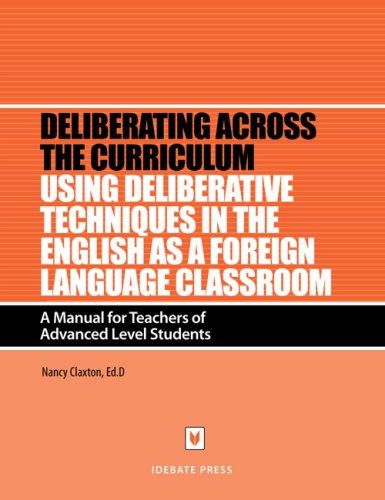 DELIBERATING ACROSS
THE CURRICULUM
USING DELIBERATIVE
TECHNIQUES IN THE
ENGLISH AS A FOREIGN
LANGUAGE CLASSROOM
A Manual for Teachers of
Advanced Level Students
Nancy Claxton, Ed.D
IDEBATE PRESS